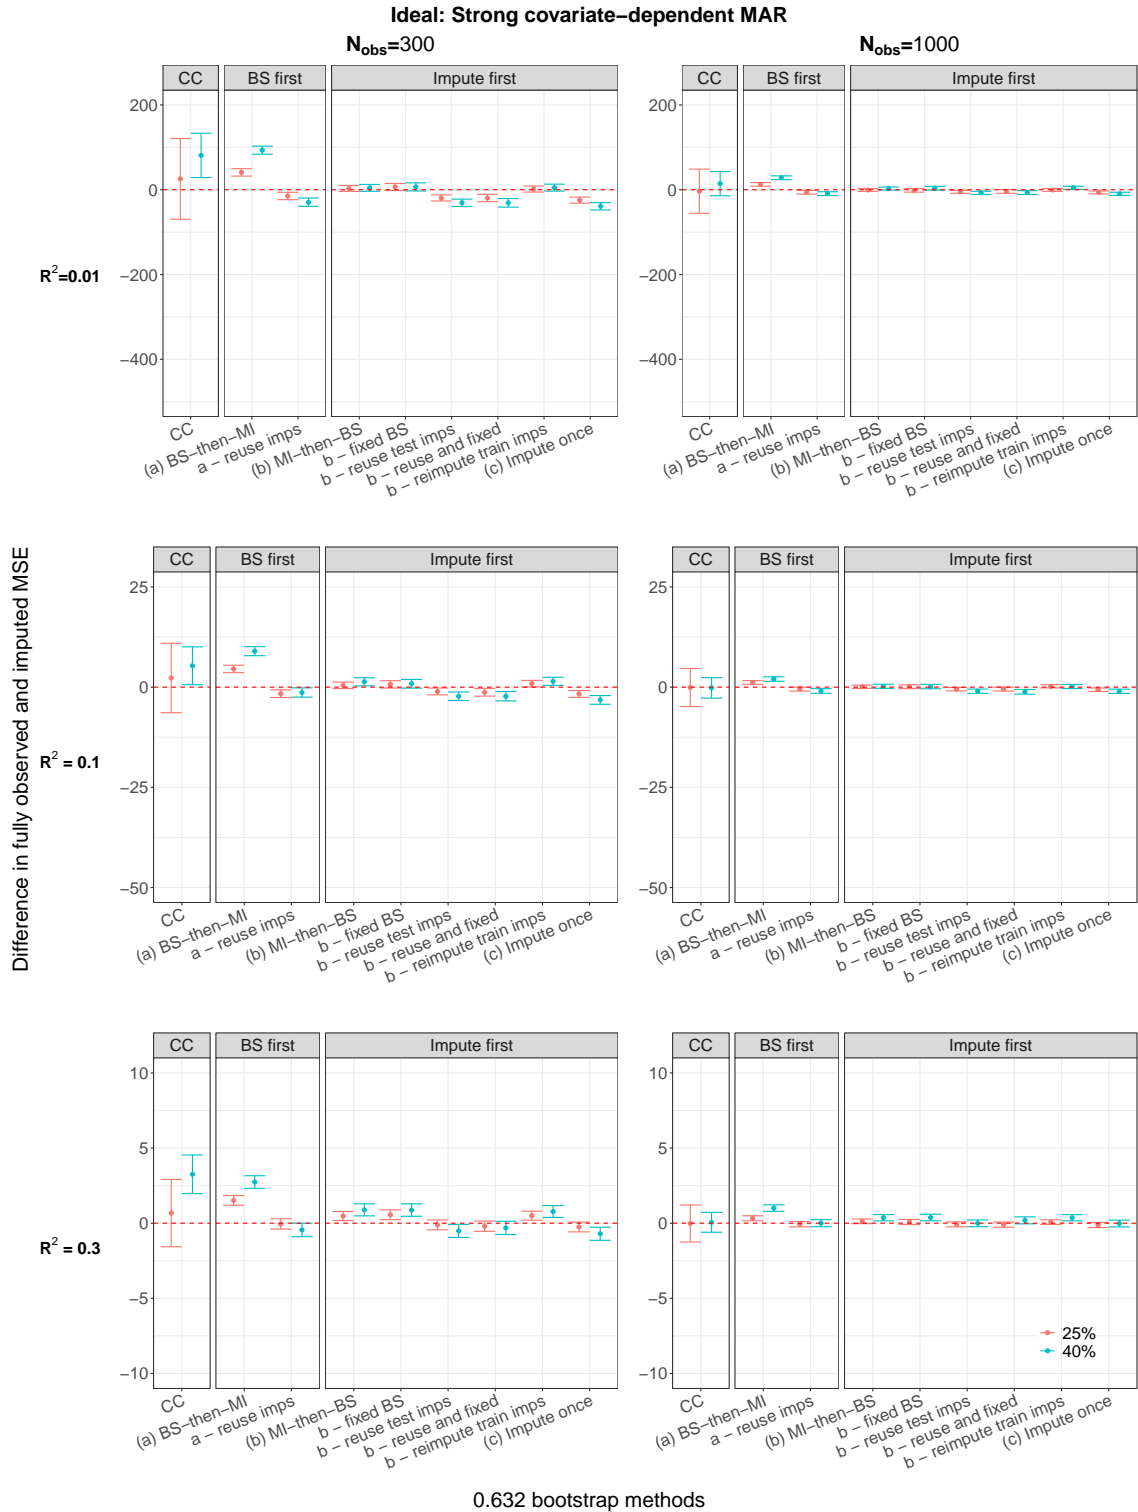 Ideal: Strong covariate−dependent MAR
N_obs=300
N_obs=1000
CC BS first Impute first
CC BS first Impute first
200
0
−200
−400
200
0
−200
−400
R²=0.01
CC
(a) BS−then−MI
a − reuse imps
(b) MI−then−BS
b − fixed BS
b − reuse test imps
b − reuse and fixed
b − reimpute train imps
(c) Impute once
CC
(a) BS−then−MI
a − reuse imps
(b) MI−then−BS
b − fixed BS
b − reuse test imps
b − reuse and fixed
b − reimpute train imps
(c) Impute once
Difference in fully observed and imputed MSE
CC BS first Impute first
CC BS first Impute first
25
0
−25
−50
25
0
−25
−50
R² = 0.1
CC
(a) BS−then−MI
a − reuse imps
(b) MI−then−BS
b − fixed BS
b − reuse test imps
b − reuse and fixed
b − reimpute train imps
(c) Impute once
CC
(a) BS−then−MI
a − reuse imps
(b) MI−then−BS
b − fixed BS
b − reuse test imps
b − reuse and fixed
b − reimpute train imps
(c) Impute once
CC BS first Impute first
CC BS first Impute first
10
5
0
−5
−10
10
5
0
−5
−10
R² = 0.3
25%
40%
CC
(a) BS−then−MI
a − reuse imps
(b) MI−then−BS
b − fixed BS
b − reuse test imps
b − reuse and fixed
b − reimpute train imps
(c) Impute once
CC
(a) BS−then−MI
a − reuse imps
(b) MI−then−BS
b − fixed BS
b − reuse test imps
b − reuse and fixed
b − reimpute train imps
(c) Impute once
0.632 bootstrap methods